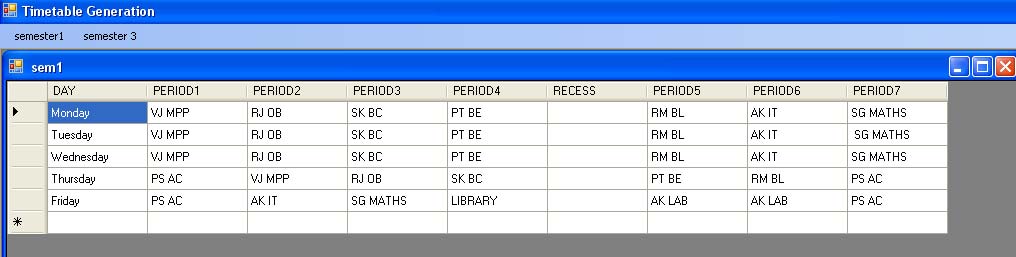 Timetable Generation
semester1 semester 3
sem1
DAY PERIOD1 PERIOD2 PERIOD3 PERIOD4 RECESS PERIOD5 PERIOD6 PERIOD7
Monday VJ MPP RJ OB SK BC PT BE RM BL AK IT SG MATHS
Tuesday VJ MPP RJ OB SK BC PT BE RM BL AK IT SG MATHS
Wednesday VJ MPP RJ OB SK BC PT BE RM BL AK IT SG MATHS
Thursday PS AC VJ MPP RJ OB SK BC PT BE RM BL PS AC
Friday PS AC AK IT SG MATHS LIBRARY AK LAB AK LAB PS AC